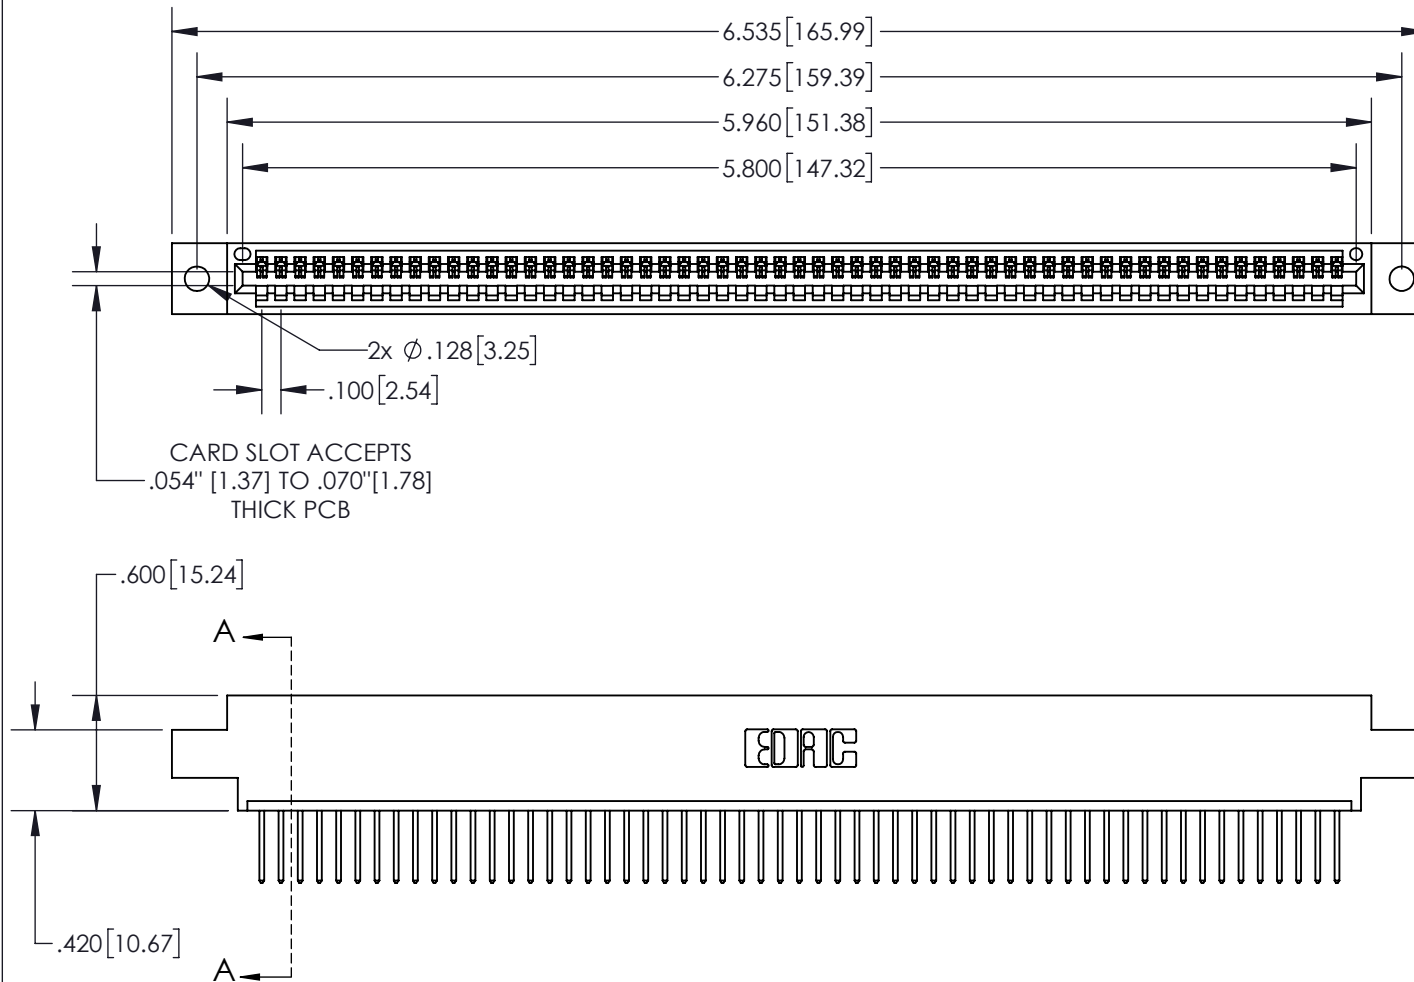 6.535[165.99]
6.275[159.39]
5.960[151.38]
5.800[147.32]
2x ∅.128[3.25]
.100[2.54]
CARD SLOT ACCEPTS
.054" [1.37] TO .070"[1.78]
THICK PCB
.600[15.24]
A
EDAC
.420[10.67]
A